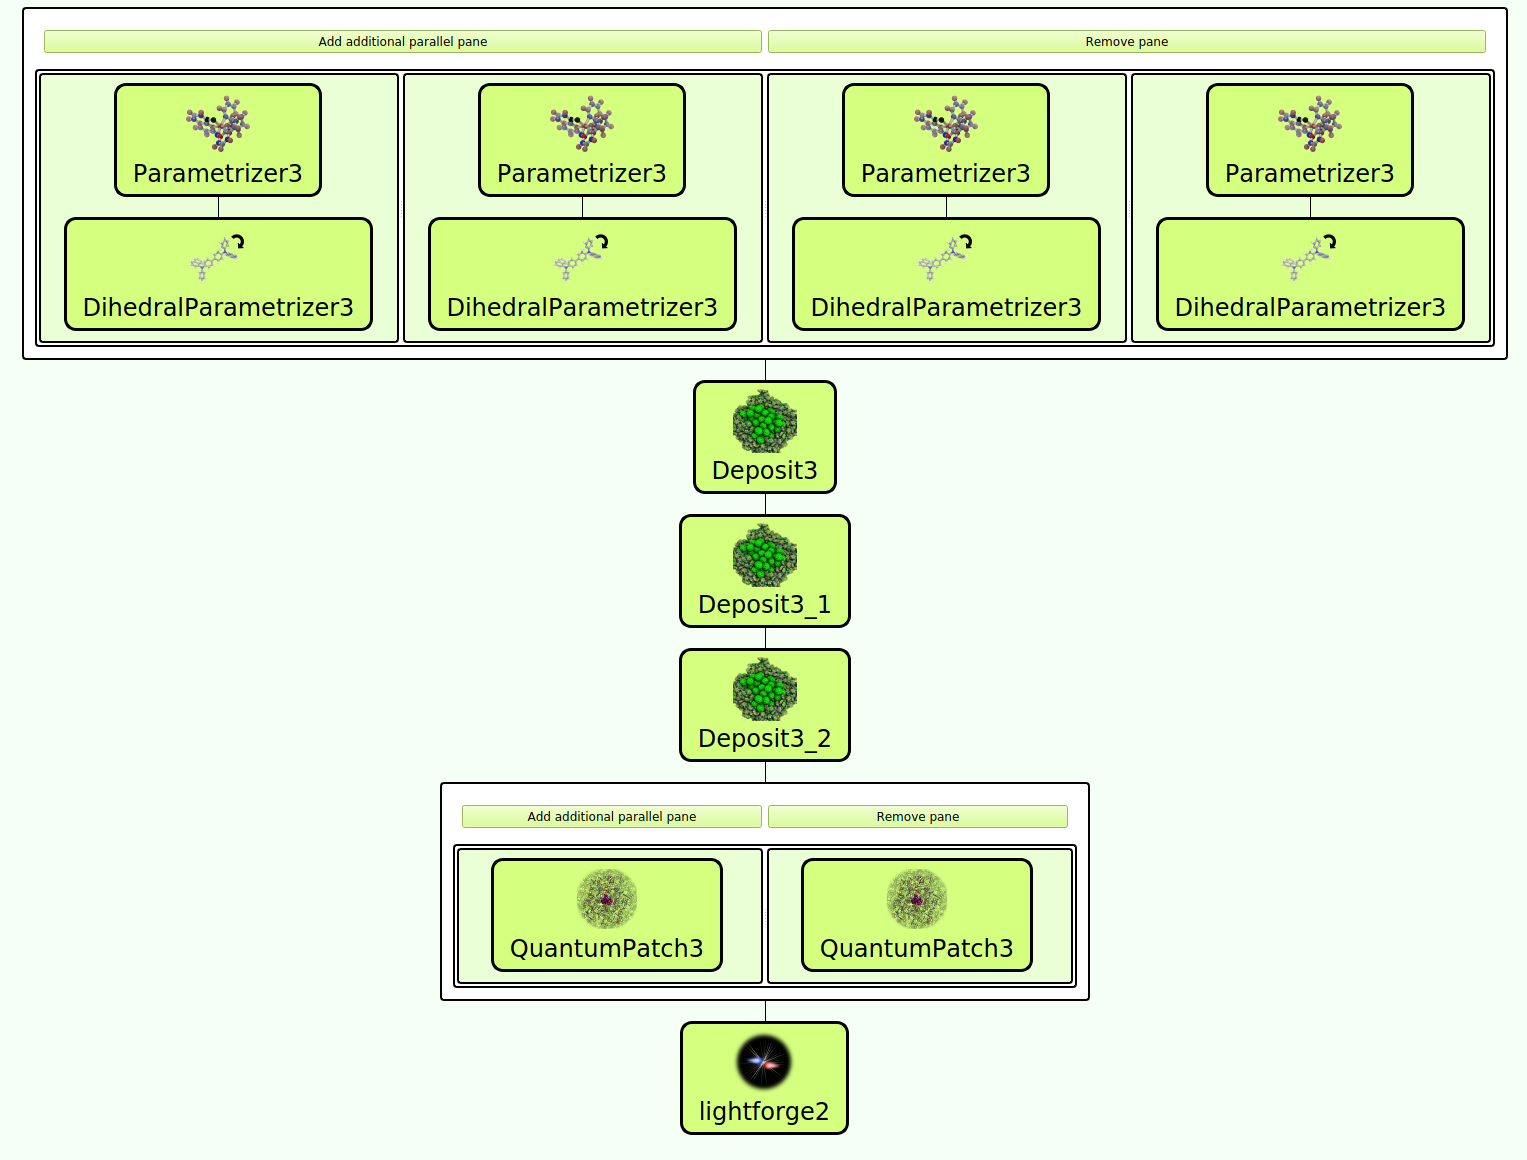 Add additional parallel pane
Remove pane
Parametrizer3
Parametrizer3
Parametrizer3
Parametrizer3
DihedralParametrizer3
DihedralParametrizer3
DihedralParametrizer3
DihedralParametrizer3
Deposit3
Deposit3_1
Deposit3_2
Add additional parallel pane
Remove pane
QuantumPatch3
QuantumPatch3
lightforge2